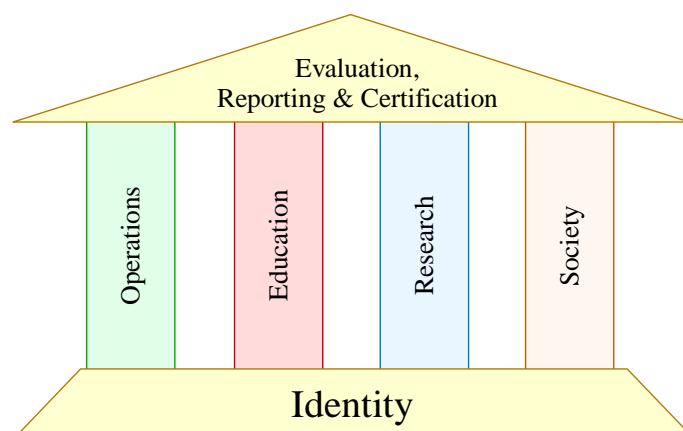 Evaluation,
Reporting & Certification
Operations
Education
Research
Society
Identity